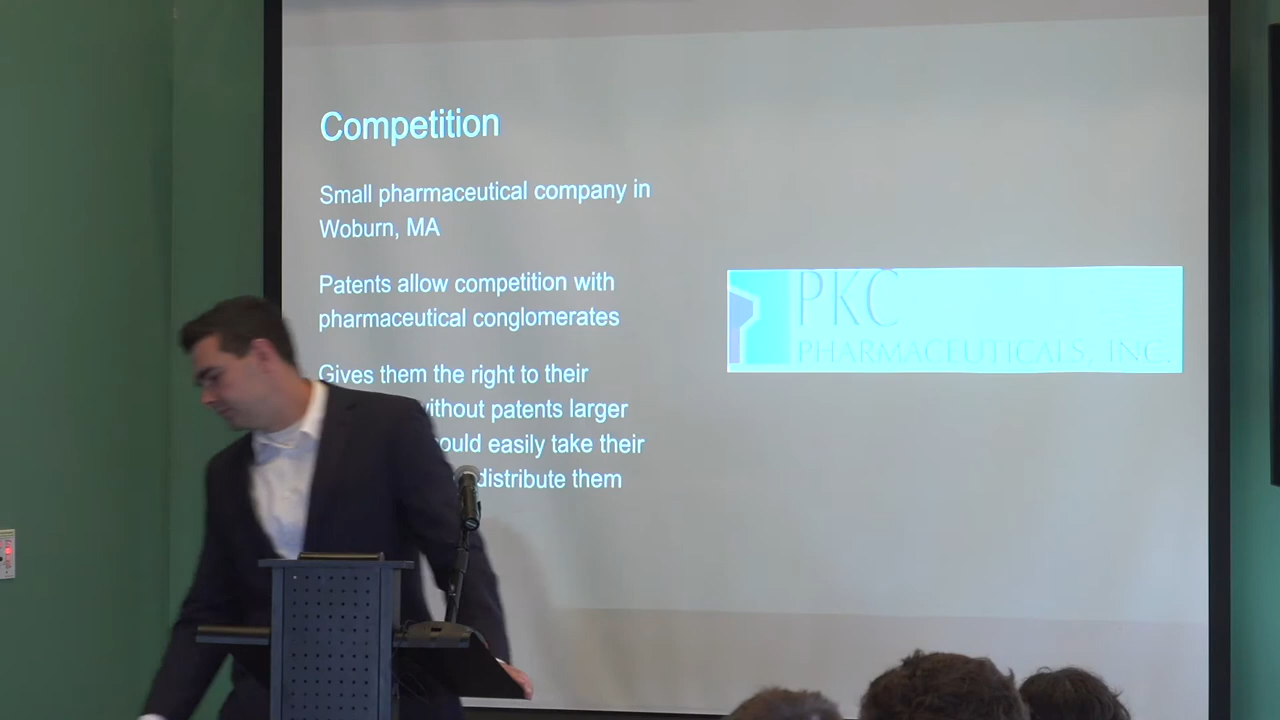 Competition
Small pharmaceutical company in
Woburn, MA
Patents allow competition with
pharmaceutical conglomerates
Gives them the right to their
without patents larger
could easily take their
distribute them
PKC
PHARMACEUTICALS, INC.